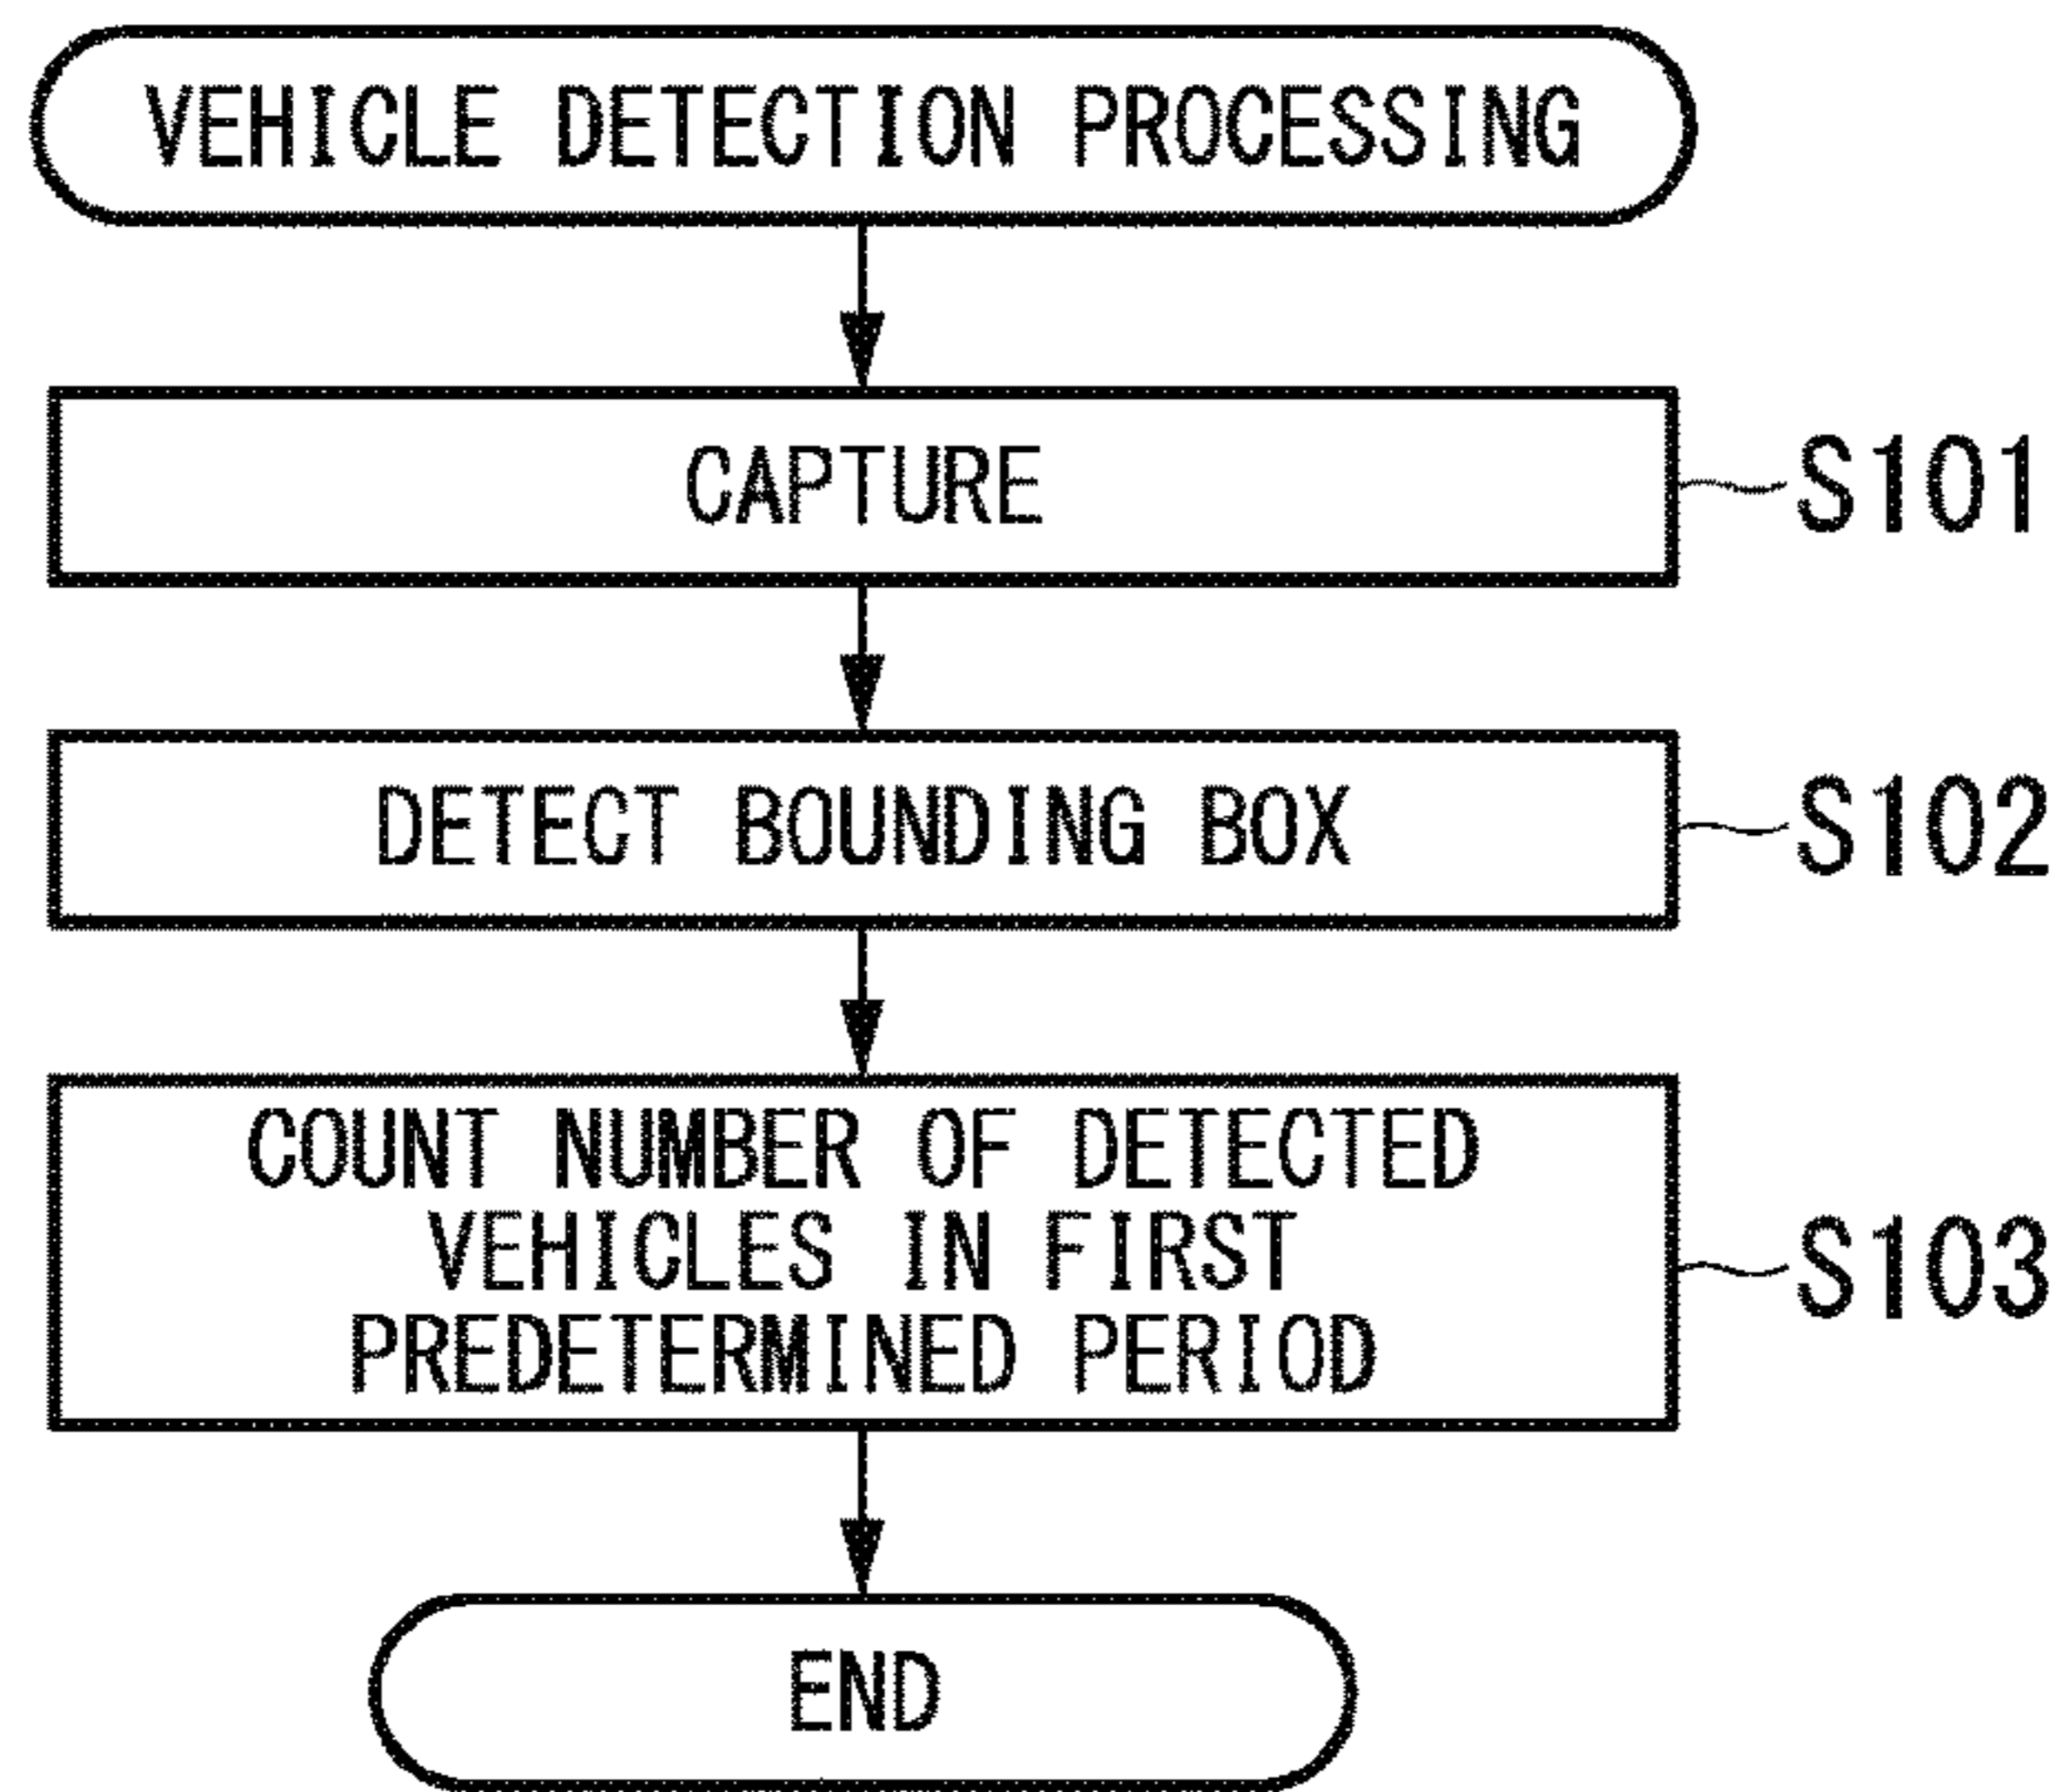 VEHICLE DETECTION PROCESSING
CAPTURE
S101
DETECT BOUNDING BOX
S102
COUNT NUMBER OF DETECTED
VEHICLES IN FIRST
PREDETERMINED PERIOD
S103
END